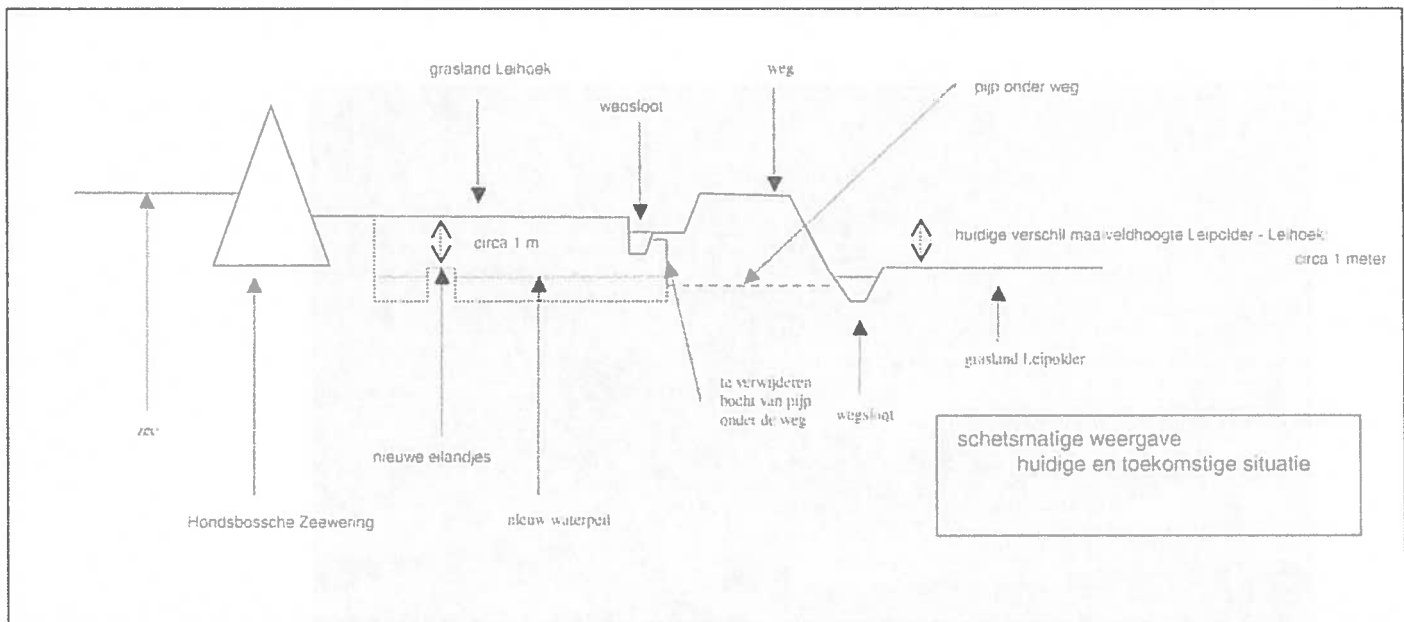 grasland Leihoek
weg
pijp onder weg
wegsloot
circa 1 m
huidige verschil maaiveldhoogte Leipolder - Leihoek
circa 1 meter
grasland Leipolder
te verwijderen
bocht van pijp
onder de weg
wegsloot
zee
nieuwe eilandjes
nieuw waterpeil
Hondsbossche Zeewering
schetsmatige weergave
huidige en toekomstige situatie